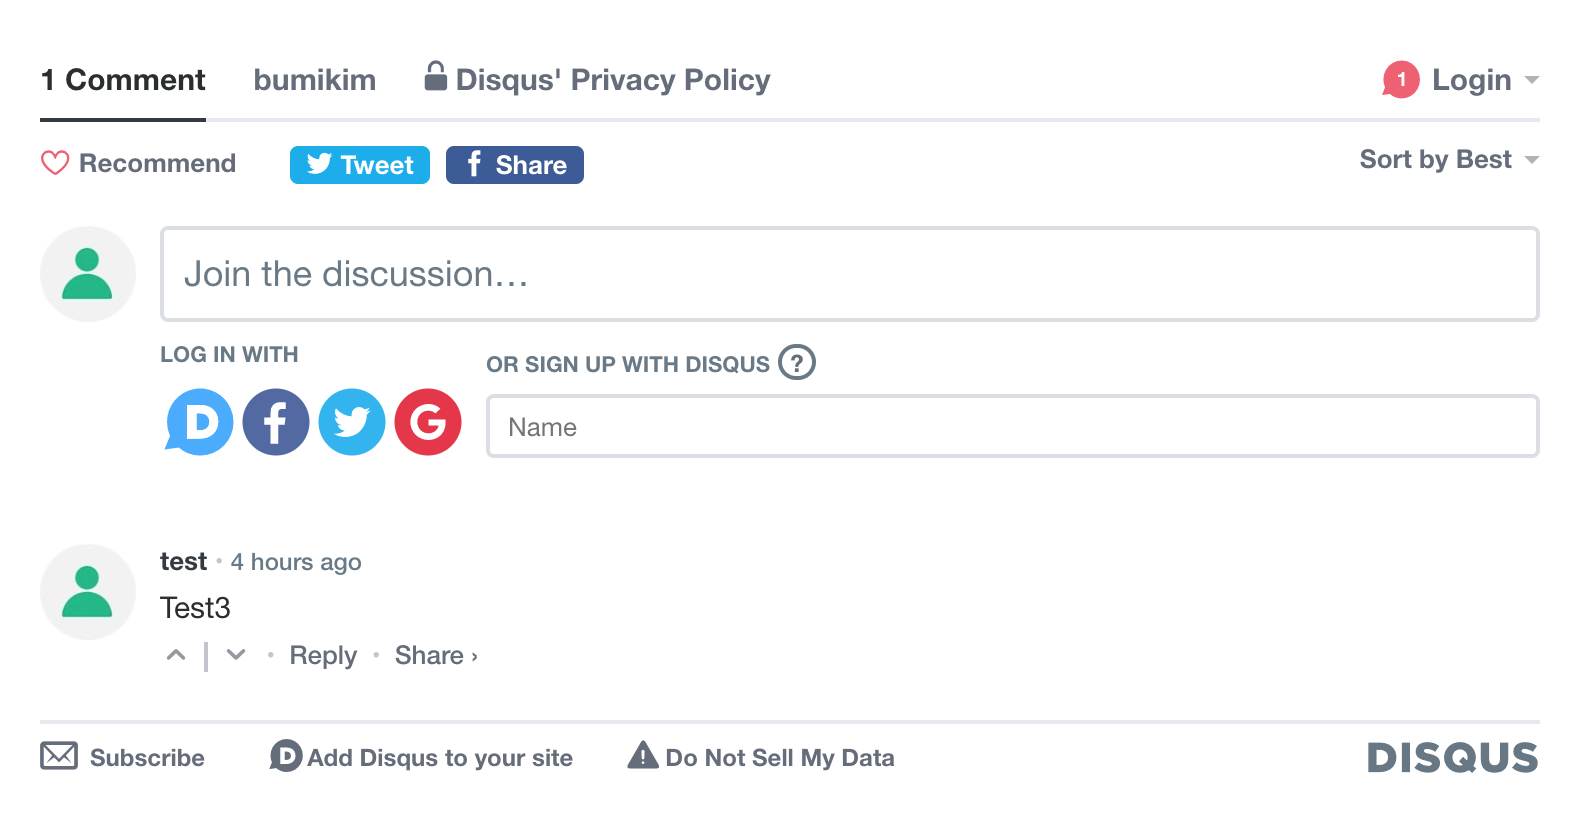 1 Comment bumikim Disqus' Privacy Policy 1 Login
Recommend Tweet f Share Sort by Best
Join the discussion…
LOG IN WITH
OR SIGN UP WITH DISQUS ?
D f G
Name
test • 4 hours ago
Test3
• Reply • Share ›
Subscribe D Add Disqus to your site ! Do Not Sell My Data DISQUS